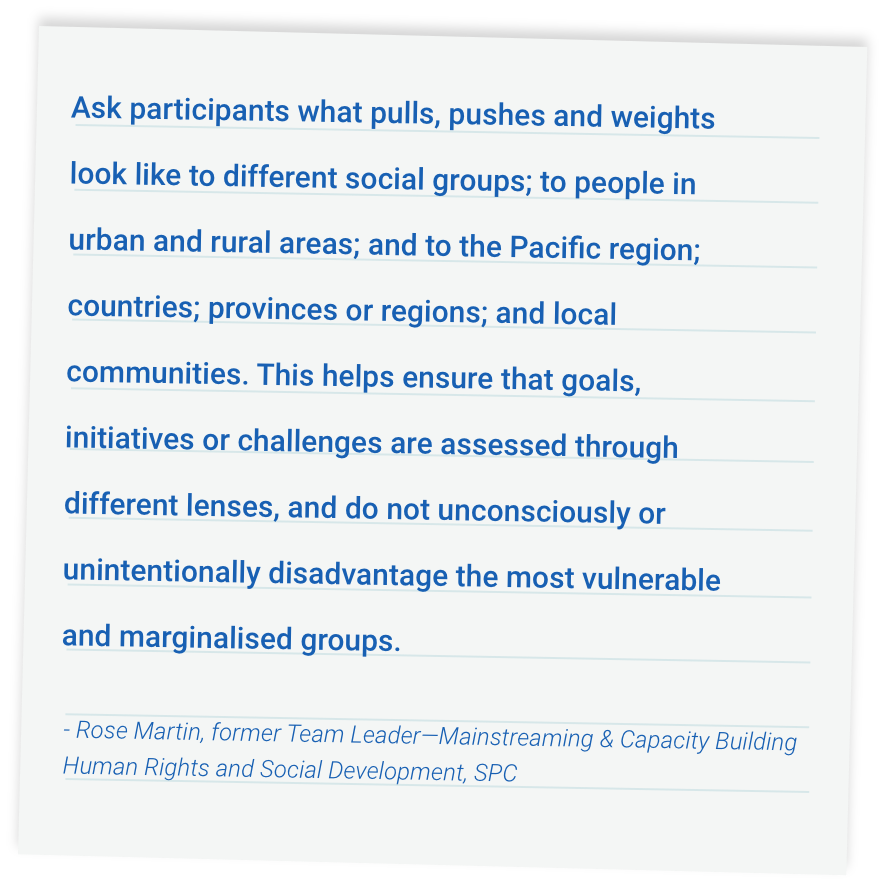 Ask participants what pulls, pushes and weights
look like to different social groups; to people in
urban and rural areas; and to the Pacific region;
countries; provinces or regions; and local
communities. This helps ensure that goals,
initiatives or challenges are assessed through
different lenses, and do not unconsciously or
unintentionally disadvantage the most vulnerable
and marginalised groups.
- Rose Martin, former Team Leader—Mainstreaming & Capacity Building
Human Rights and Social Development, SPC